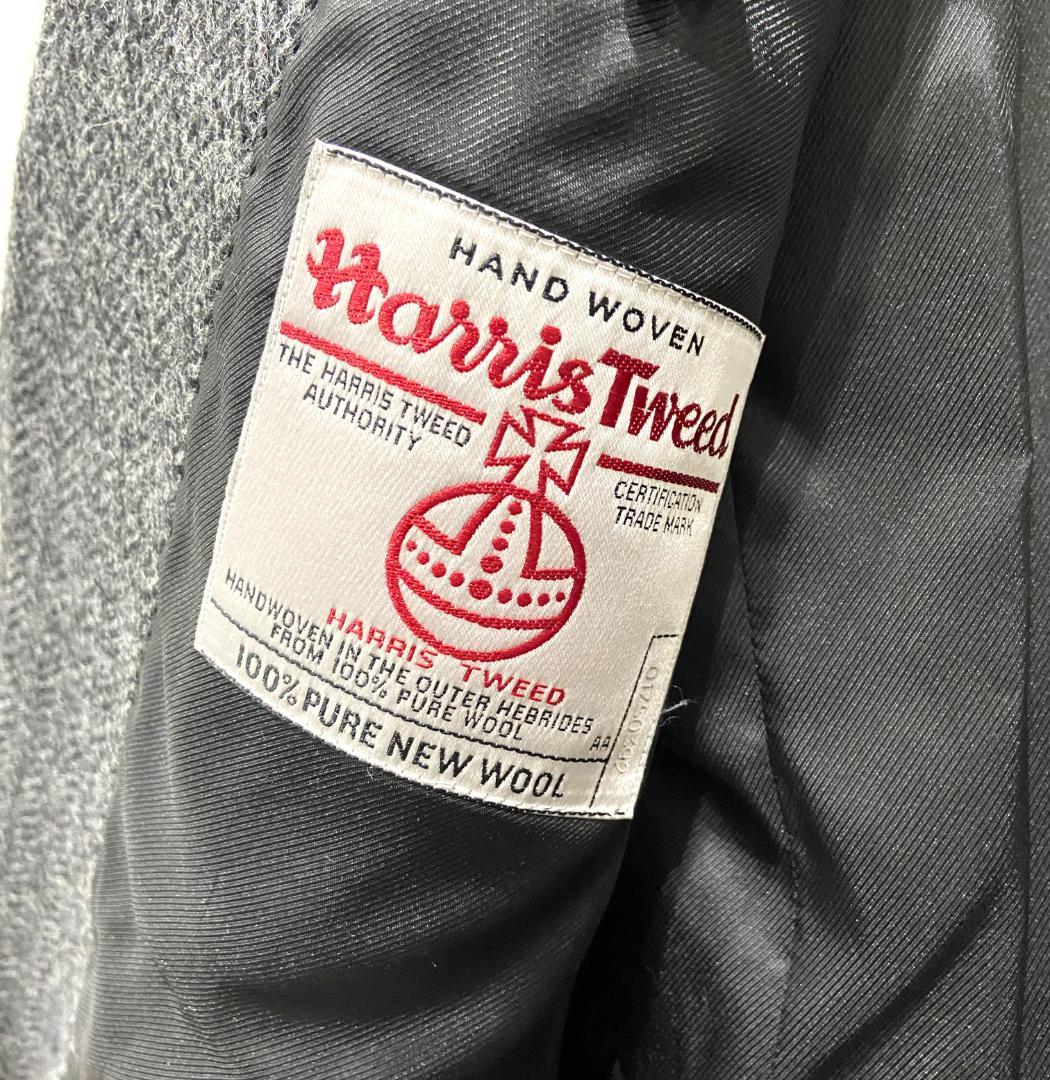 HAND WOVEN
Harris Tweed
THE HARRIS TWEED
AUTHORITY
CERTIFICATION
TRADE MARK
HARRIS TWEED
HANDWOVEN IN THE OUTER HEBRIDES
FROM 100% PURE WOOL
AA
100% PURE NEW WOOL